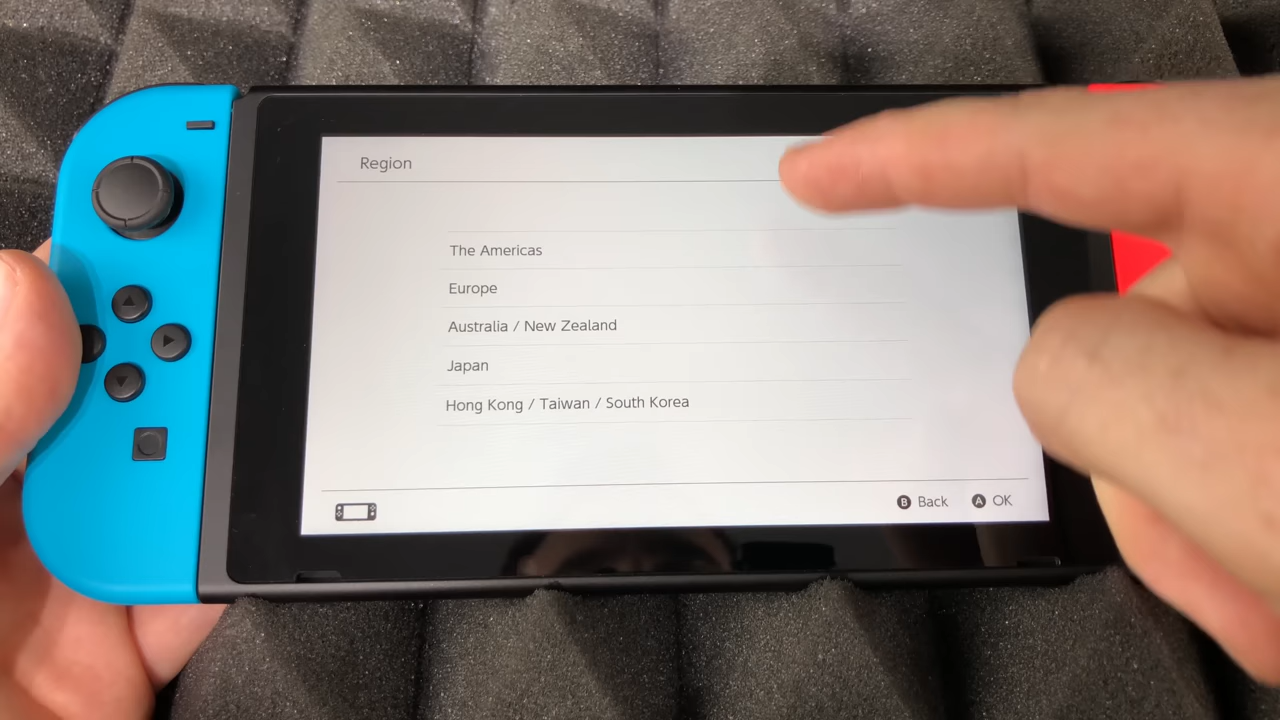 Region
The Americas
Europe
Australia / New Zealand
Japan
Hong Kong / Taiwan / South Korea
B Back A OK